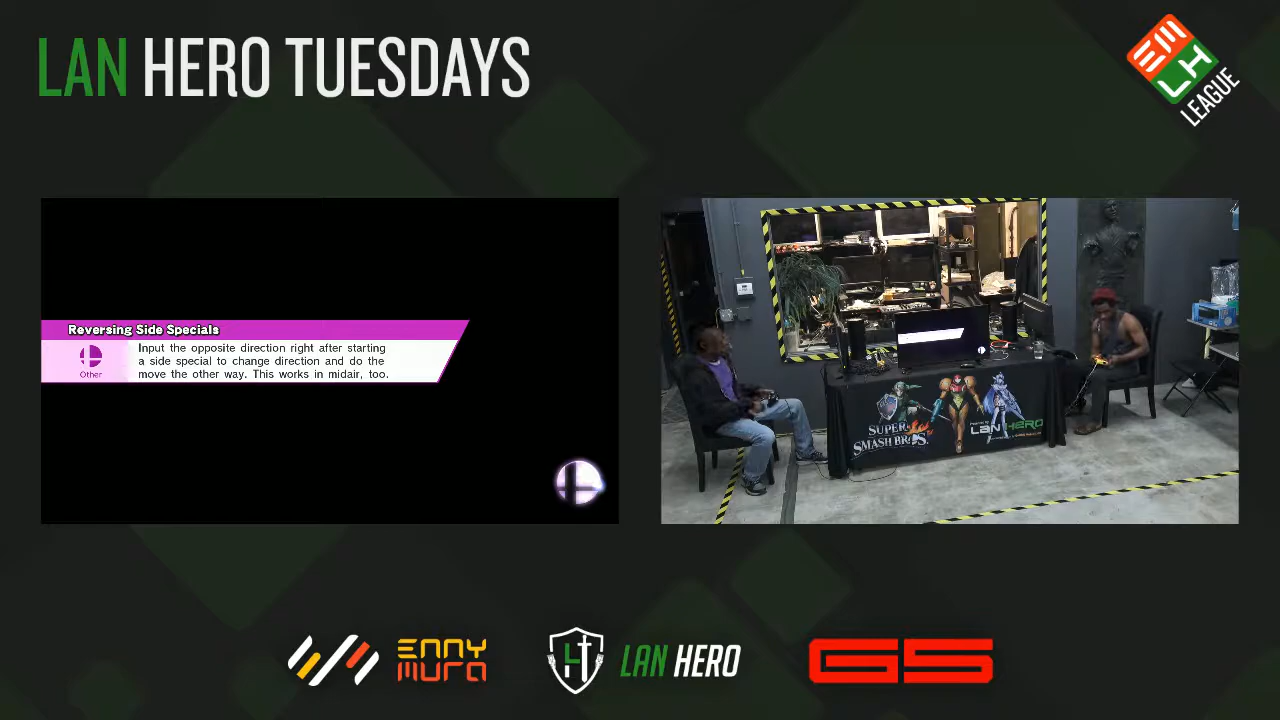 LAN HERO TUESDAYS
EM
LH
LEAGUE
Reversing Side Specials
Input the opposite direction right after starting
a side special to change direction and do the
move the other way. This works in midair, too.
Other
SUPER
SMASH BROS.
LAN HERO
ENNY
MURA
LH
LAN HERO
GS